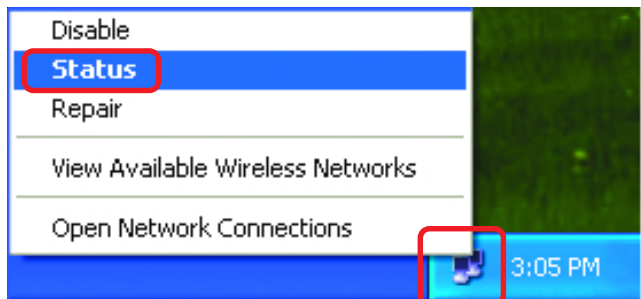 Disable
Status
Repair
View Available Wireless Networks
Open Network Connections
3:05 PM